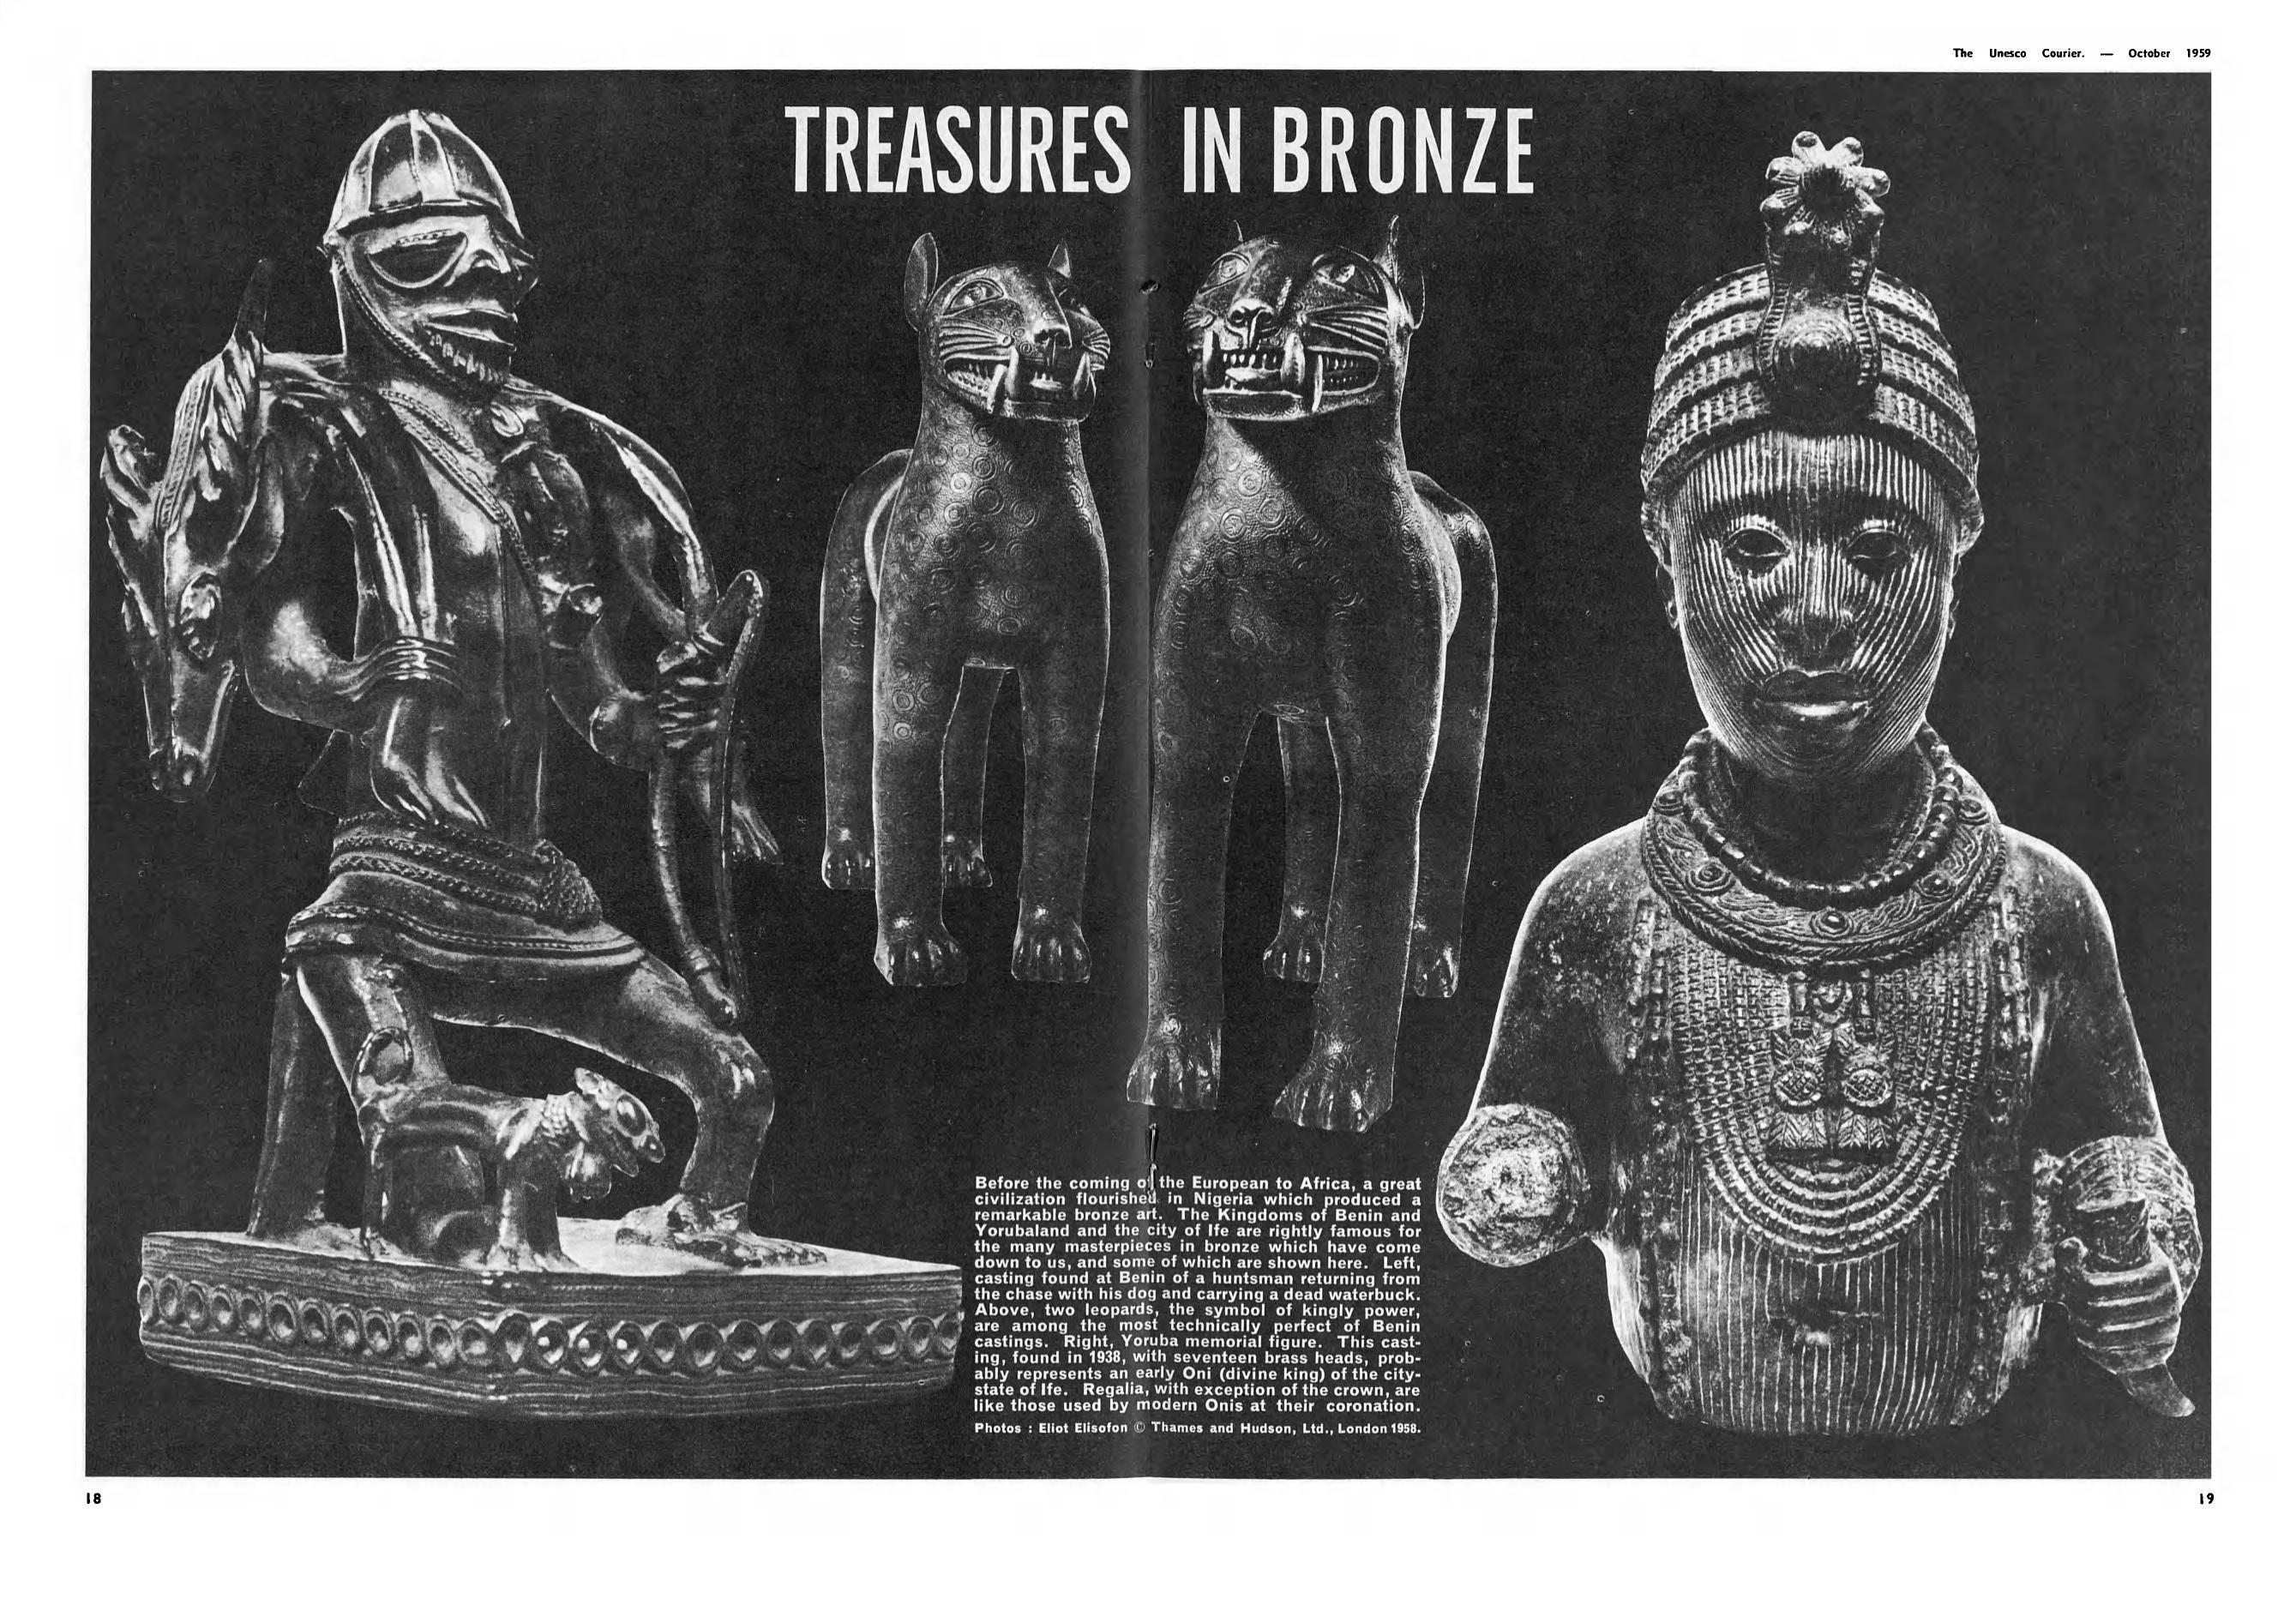 The Unesco Courier. — October 1959
TREASURES IN BRONZE
Before the coming of the European to Africa, a great
civilization flourished in Nigeria which produced a
remarkable bronze art. The Kingdoms of Benin and
Yorubaland and the city of Ife are rightly famous for
the many masterpieces in bronze which have come
down to us, and some of which are shown here. Left,
casting found at Benin of a huntsman returning from
the chase with his dog and carrying a dead waterbuck.
Above, two leopards, the symbol of kingly power,
are among the most technically perfect of Benin
castings. Right, Yoruba memorial figure. This cast-
ing, found in 1938, with seventeen brass heads, prob-
ably represents an early Oni (divine king) of the city-
state of Ife. Regalia, with exception of the crown, are
like those used by modern Onis at their coronation.
Photos : Eliot Elisofon © Thames and Hudson, Ltd., London 1958.
18
19